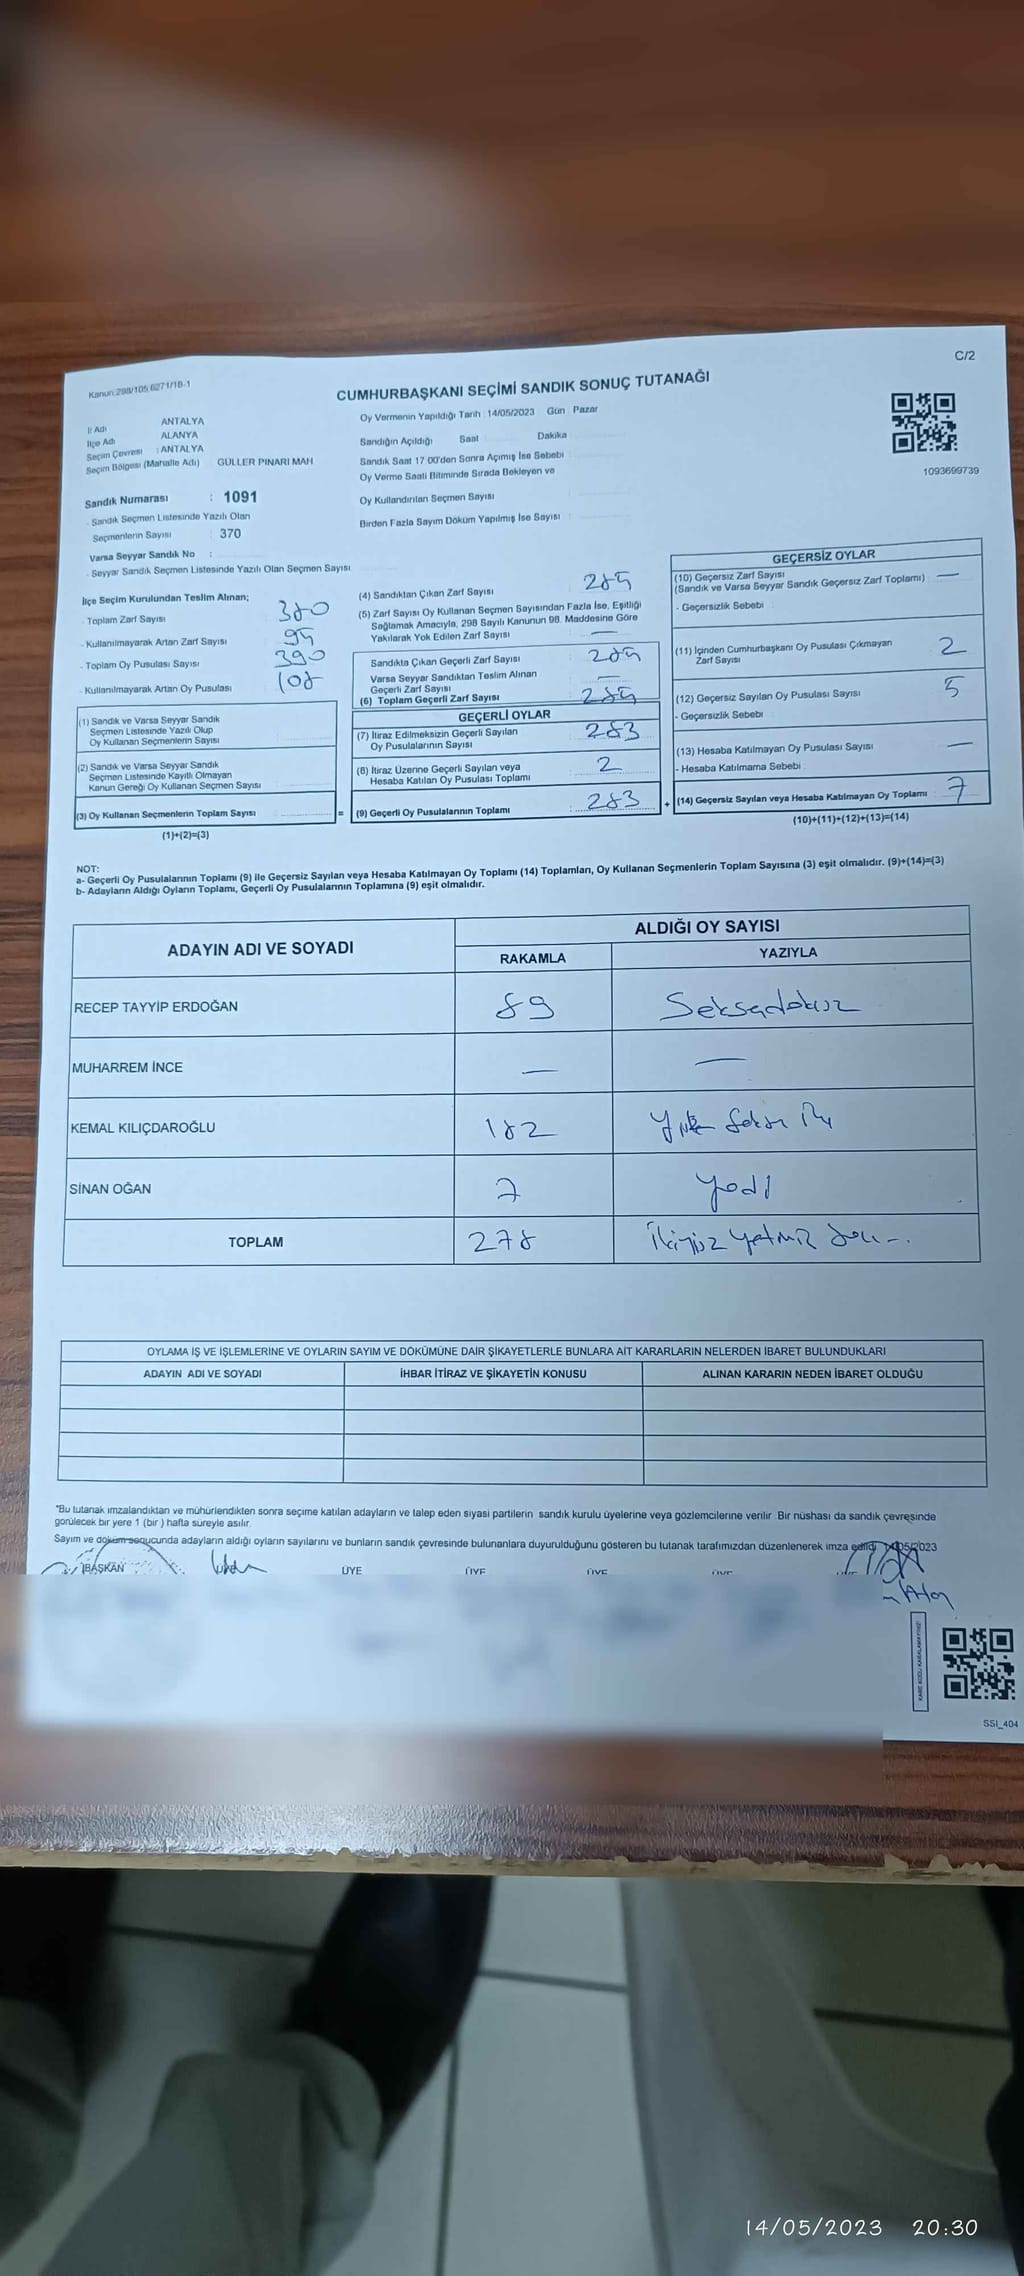 C/2
Kanun:298/105 6271/18-1
CUMHURBAŞKANI SEÇİMİ SANDIK SONUÇ TUTANAĞI
İl Adı ANTALYA
İlçe Adı ALANYA
Seçim Çevresi : ANTALYA
Seçim Bölgesi (Mahalle Adı) GÜLLER PINARI MAH
Sandık Numarası : 1091
- Sandık Seçmen Listesinde Yazılı Olan
Seçmenlerin Sayısı : 370
Varsa Seyyar Sandık No :
- Seyyar Sandık Seçmen Listesinde Yazılı Olan Seçmen Sayısı
Oy Vermenin Yapıldığı Tarih : 14/05/2023 Gün Pazar
Sandığın Açıldığı Saat Dakika
Sandık Saat 17 00'den Sonra Açımış İse Sebebi :
Oy Verme Saati Bitiminde Sırada Bekleyen ve
Oy Kullandırılan Seçmen Sayısı
Birden Fazla Sayım Döküm Yapılmış İse Sayısı :
1093699739
İlçe Seçim Kurulundan Teslim Alınan;
- Toplam Zarf Sayısı 380
- Kullanılmayarak Artan Zarf Sayısı 95
- Toplam Oy Pusulası Sayısı 390
- Kullanılmayarak Artan Oy Pusulası 108
(1) Sandık ve Varsa Seyyar Sandık
Seçmen Listesinde Yazılı Olup
Oy Kullanan Seçmenlerin Sayısı
(2) Sandık ve Varsa Seyyar Sandık
Seçmen Listesinde Kayıtlı Olmayan
Kanun Gereği Oy Kullanan Seçmen Sayısı
(3) Oy Kullanan Seçmenlerin Toplam Sayısı
(1)+(2)=(3)
(4) Sandıktan Çıkan Zarf Sayısı 285
(5) Zarf Sayısı Oy Kullanan Seçmen Sayısından Fazla İse, Eşitliği
Sağlamak Amacıyla, 298 Sayılı Kanunun 98. Maddesine Göre
Yakılarak Yok Edilen Zarf Sayısı —
Sandıkta Çıkan Geçerli Zarf Sayısı 285
Varsa Seyyar Sandıktan Teslim Alınan
Geçerli Zarf Sayısı —
(6) Toplam Geçerli Zarf Sayısı 285
GEÇERLİ OYLAR
(7) İtiraz Edilmeksizin Geçerli Sayılan
Oy Pusulalarının Sayısı 283
(8) İtiraz Üzerine Geçerli Sayılan veya
Hesaba Katılan Oy Pusulası Toplamı 2
= (9) Geçerli Oy Pusulalarının Toplamı : 283
GEÇERSİZ OYLAR
(10) Geçersiz Zarf Sayısı
(Sandık ve Varsa Seyyar Sandık Geçersiz Zarf Toplamı) —
- Geçersizlik Sebebi
(11) İçinden Cumhurbaşkanı Oy Pusulası Çıkmayan
Zarf Sayısı 2
(12) Geçersiz Sayılan Oy Pusulası Sayısı 5
- Geçersizlik Sebebi
(13) Hesaba Katılmayan Oy Pusulası Sayısı —
- Hesaba Katılmama Sebebi
+ (14) Geçersiz Sayılan veya Hesaba Katılmayan Oy Toplamı 7
(10)+(11)+(12)+(13)=(14)
NOT:
a- Geçerli Oy Pusulalarının Toplamı (9) ile Geçersiz Sayılan veya Hesaba Katılmayan Oy Toplamı (14) Toplamları, Oy Kullanan Seçmenlerin Toplam Sayısına (3) eşit olmalıdır. (9)+(14)=(3)
b- Adayların Aldığı Oyların Toplamı, Geçerli Oy Pusulalarının Toplamına (9) eşit olmalıdır.
ADAYIN ADI VE SOYADI ALDIĞI OY SAYISI
RAKAMLA YAZIYLA
RECEP TAYYİP ERDOĞAN 89 Seksendokuz
MUHARREM İNCE — —
KEMAL KILIÇDAROĞLU 182
SİNAN OĞAN 7 yedi
TOPLAM 278 ikiyüz yetmiş
OYLAMA İŞ VE İŞLEMLERİNE VE OYLARIN SAYIM VE DÖKÜMÜNE DAİR ŞİKAYETLERLE BUNLARA AİT KARARLARIN NELERDEN İBARET BULUNDUKLARI
ADAYIN ADI VE SOYADI İHBAR İTİRAZ VE ŞİKAYETİN KONUSU ALINAN KARARIN NEDEN İBARET OLDUĞU
"Bu tutanak imzalandıktan ve mühürlendikten sonra seçime katılan adayların ve talep eden siyasi partilerin sandık kurulu üyelerine veya gözlemcilerine verilir. Bir nüshası da sandık çevresinde
görülecek bir yere 1 (bir ) hafta süreyle asılır.
Sayım ve döküm sonucunda adayların aldığı oyların sayılarını ve bunların sandık çevresinde bulunanlara duyurulduğunu gösteren bu tutanak tarafımızdan düzenlenerek imza edildi. 14/05/2023
BAŞKAN ÜYE ÜYE ÜYE ÜYE
SSI_404
14/05/2023 20:30